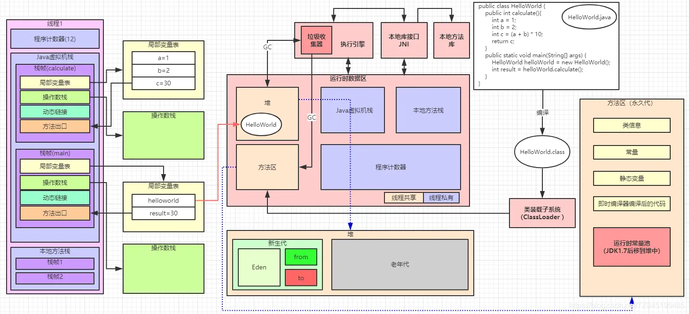 线程1
程序计数器(12)
Java虚拟机栈
栈帧(calculate)
局部变量表
操作数栈
动态链接
方法出口
栈帧(main)
局部变量表
操作数栈
动态链接
方法出口
本地方法栈
栈帧1
栈帧2
局部变量表
a=1
b=2
c=30
操作数栈
局部变量表
helloworld
result=30
操作数栈
GC
垃圾收集器
执行引擎
本地库接口
JNI
本地方法库
GC
运行时数据区
堆
HelloWorld
方法区
Java虚拟机栈
本地方法栈
程序计数器
线程共享
线程私有
堆
新生代
Eden
from
to
老年代
public class HelloWorld {
public int calculate(){
int a = 1;
int b = 2;
int c = (a + b) * 10;
return c;
}
public static void main(String[] args) {
HelloWorld helloWorld = new HelloWorld();
int result = helloWorld.calculate();
}
}
HelloWorld.java
编译
HelloWorld.class
类装载子系统
(ClassLoader)
方法区（永久代）
类信息
常量
静态变量
即时编译器编译后的代码
运行时常量池
(JDK1.7后移到堆中)